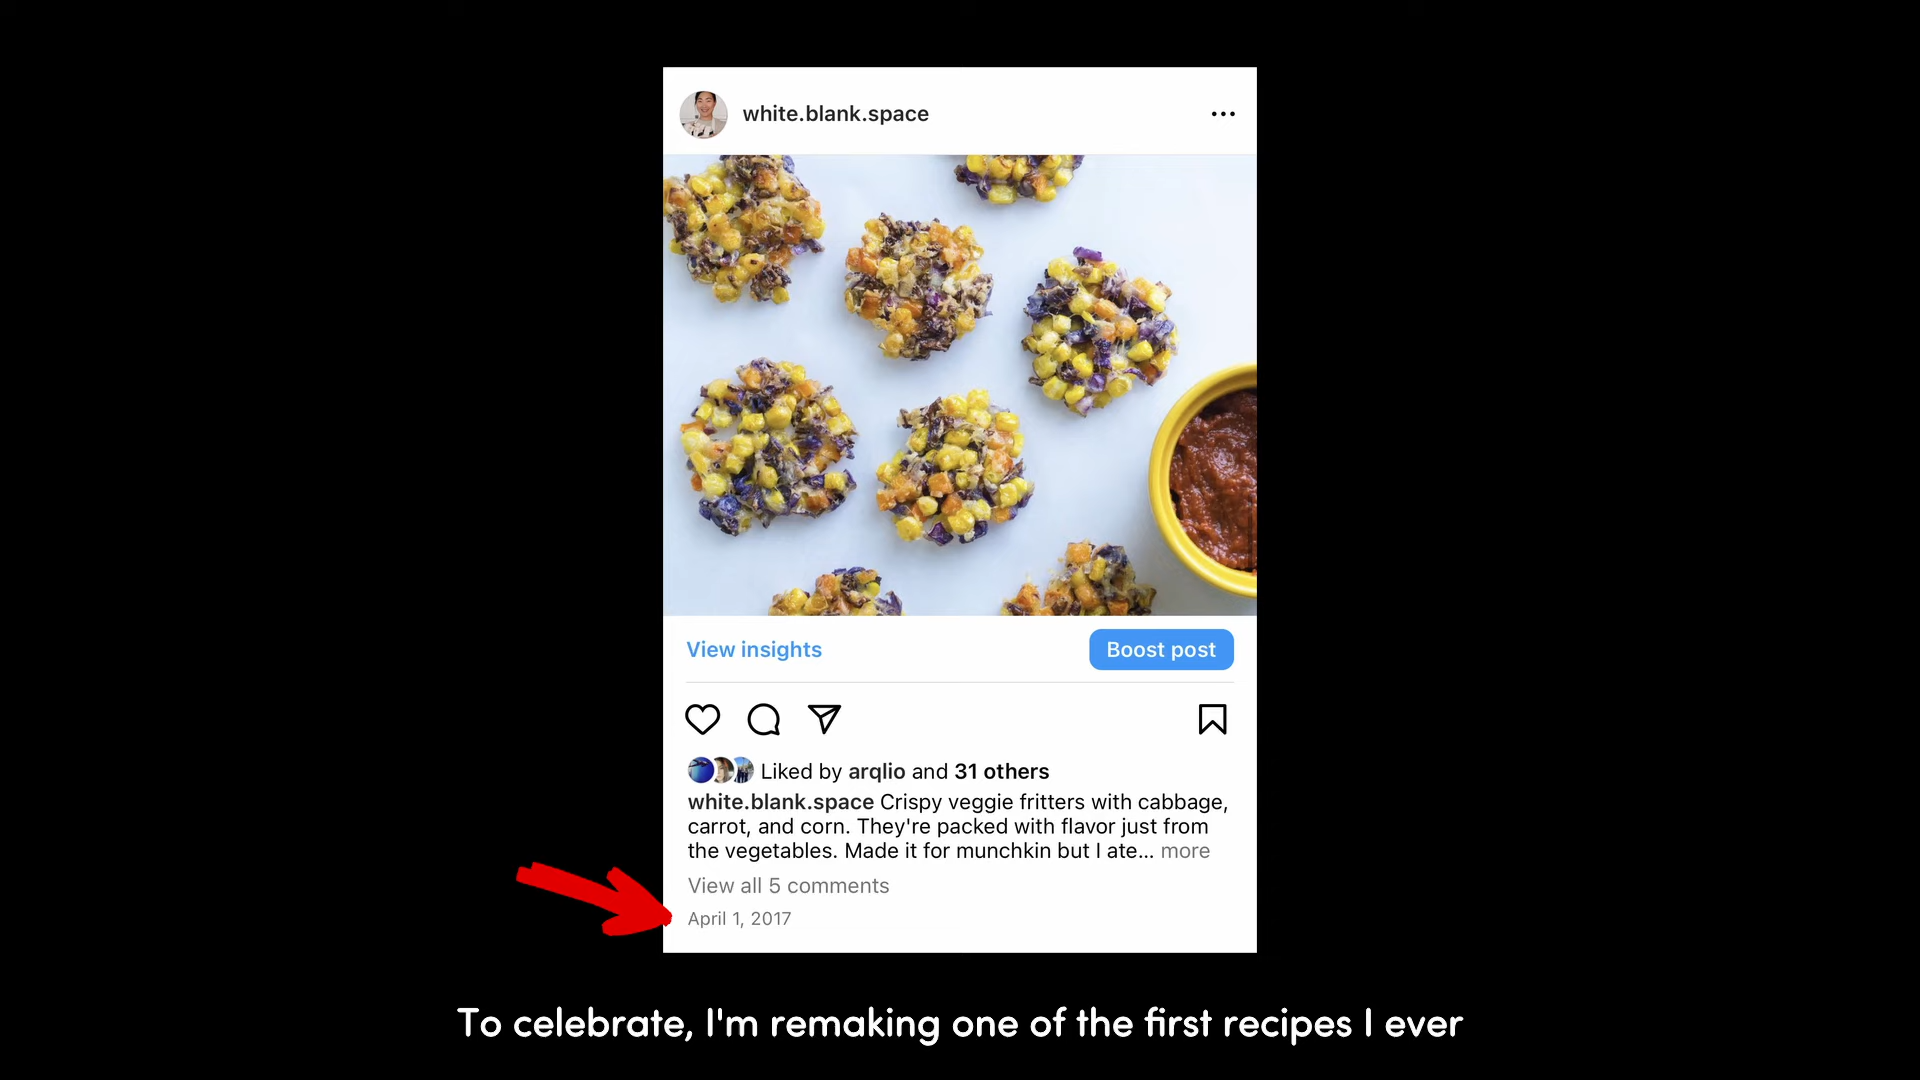 white.blank.space
View insights
Boost post
Liked by arqlio and 31 others
white.blank.space Crispy veggie fritters with cabbage,
carrot, and corn. They're packed with flavor just from
the vegetables. Made it for munchkin but I ate... more
View all 5 comments
April 1, 2017
To celebrate, I'm remaking one of the first recipes I ever